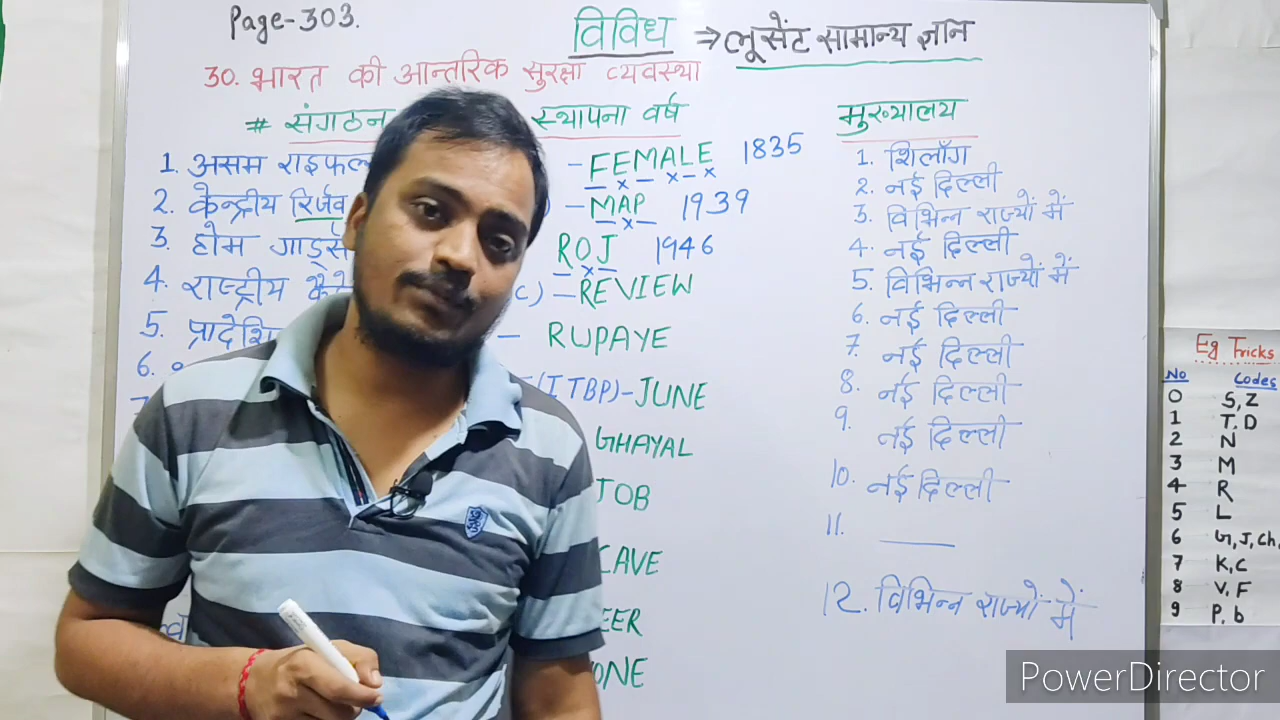 Page-303.
विविध ⇒ लूसेंट सामान्य ज्ञान
30. भारत की आन्तरिक सुरक्षा व्यवस्था
# संगठन स्थापना वर्ष मुख्यालय
1. असम राइफल - FEMALE 1835 1. शिलॉंग
2. केन्द्रीय रिर्जव ) - MAP 1939 2. नई दिल्ली
3. होम गार्ड्स ROJ 1946 3. विभिन्न राज्यों में
4. राष्ट्रीय कैडे C) - REVIEW 4. नई दिल्ली
5. प्रादेशि - RUPAYE 5. विभिन्न राज्यों में
6. (ITBP)-JUNE 6. नई दिल्ली
GHAYAL 7. नई दिल्ली
JOB 8. नई दिल्ली
CAVE 9. नई दिल्ली
EER 10. नई दिल्ली
ONE 11. —
12. विभिन्न राज्यों में
Eg Tricks
No Codes
0 S, Z
1 T, D
2 N
3 M
4 R
5 L
6 G, J, Ch,
7 K, C
8 V, F
9 P, b
PowerDirector